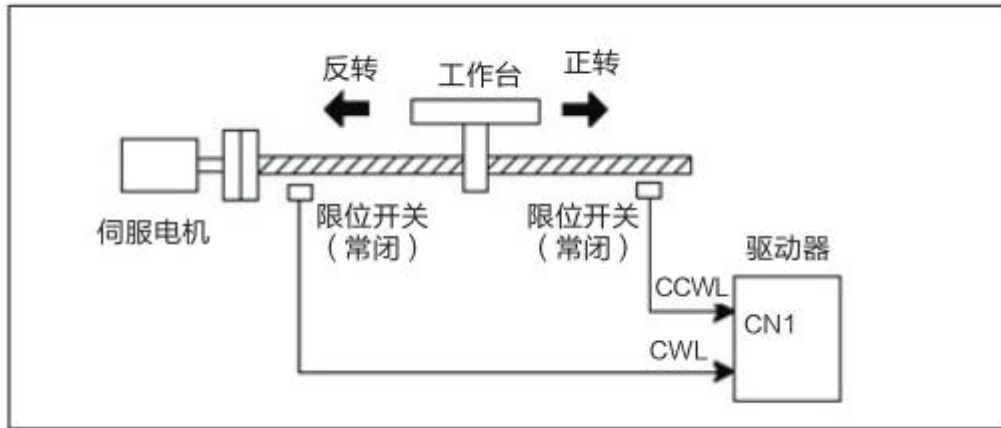 反转
工作台
正转
伺服电机
限位开关
（常闭）
限位开关
（常闭）
驱动器
CCWL
CN1
CWL